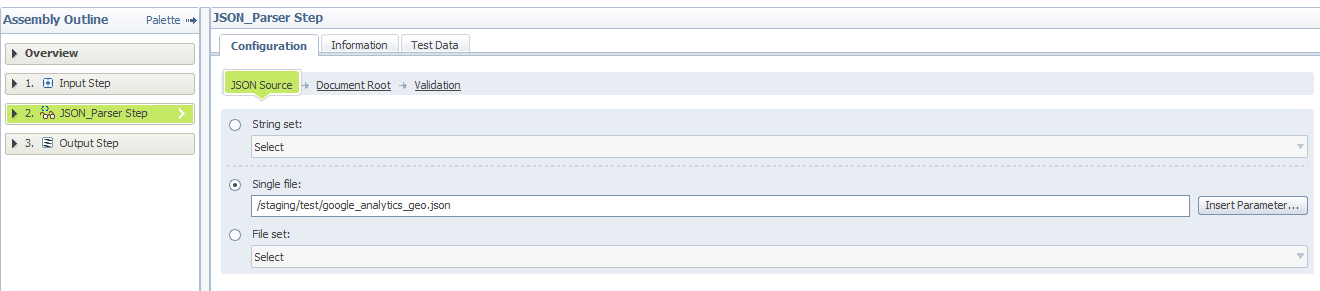 Assembly Outline Palette
Overview
1. Input Step
2. JSON_Parser Step
3. Output Step
JSON_Parser Step
Configuration Information Test Data
JSON Source Document Root Validation
String set:
Select
Single file:
/staging/test/google_analytics_geo.json Insert Parameter...
File set:
Select